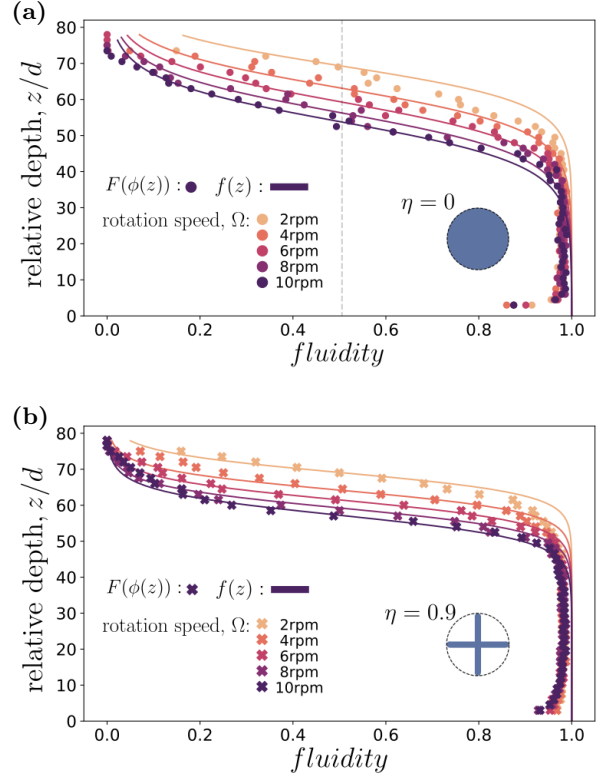 (a)
80
70
60
50
40
30
20
10
0
relative depth, z/d
F(ϕ(z)) : f(z) :
rotation speed, Ω:
2rpm
4rpm
6rpm
8rpm
10rpm
η = 0
0.0 0.2 0.4 0.6 0.8 1.0
fluidity
(b)
80
70
60
50
40
30
20
10
0
relative depth, z/d
F(ϕ(z)) : f(z) :
rotation speed, Ω:
2rpm
4rpm
6rpm
8rpm
10rpm
η = 0.9
0.0 0.2 0.4 0.6 0.8 1.0
fluidity